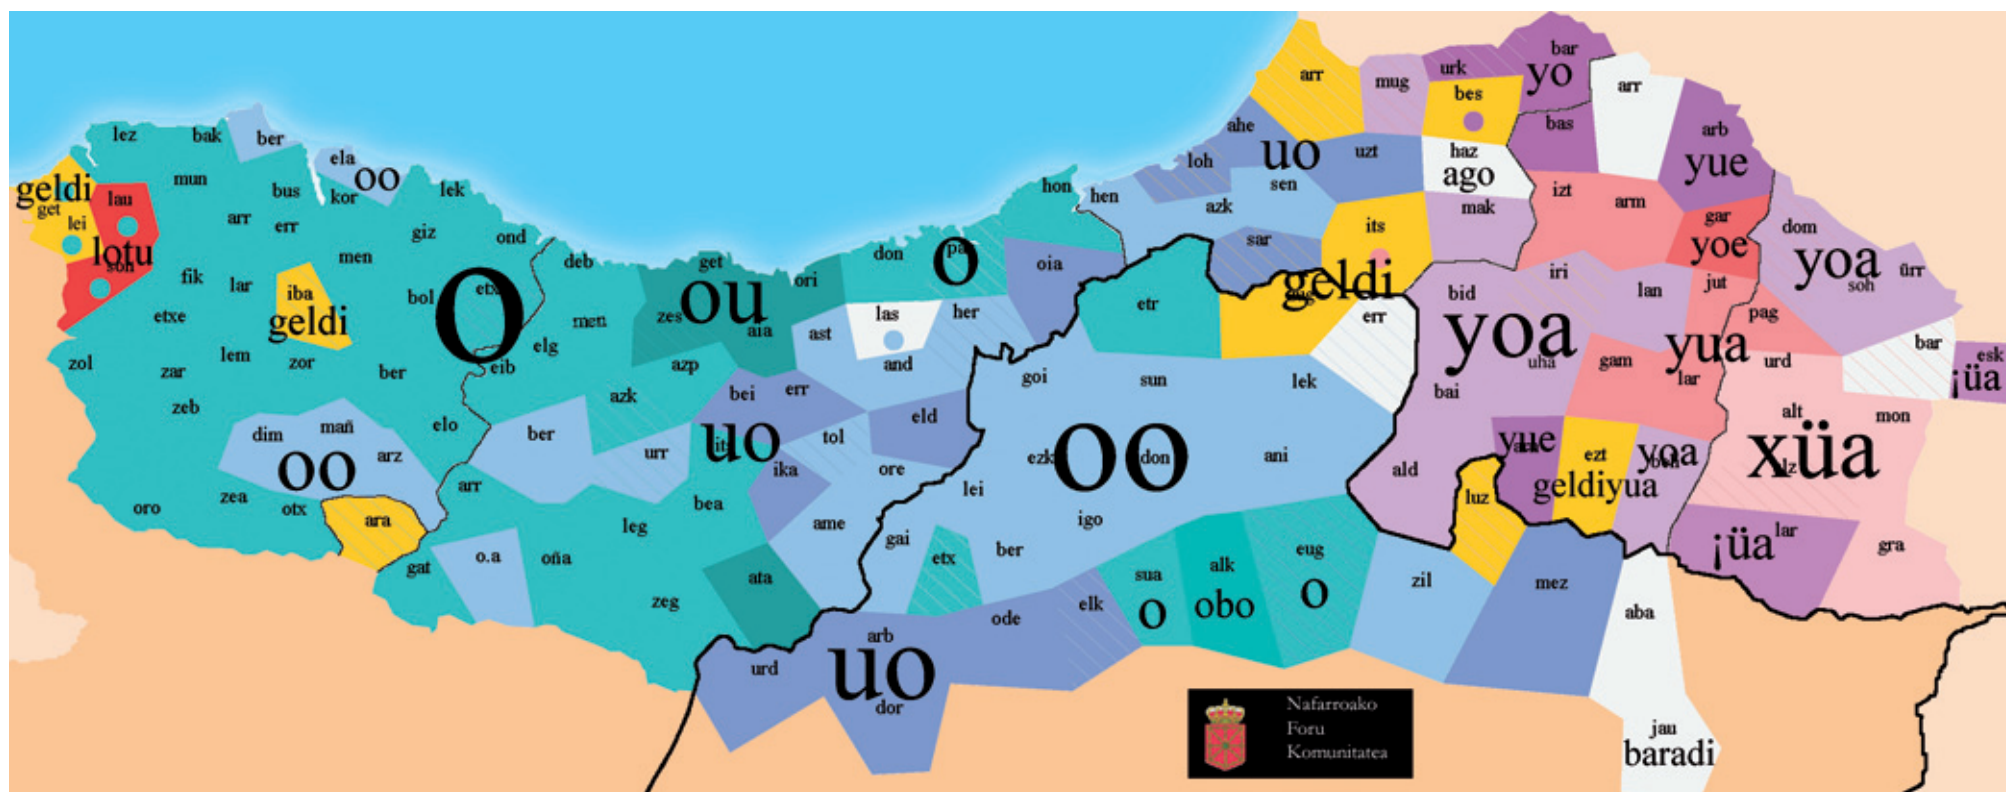 bar
yo
arr
mug
urk
bes
arr
lez
bak
ber
ahe
bas
arb
ela
oo
loh
uo
uzt
haz
ago
yue
mun
bus
kor
lek
hon
hen
sen
izt
arm
geldi
get
lau
lei
arr
err
giz
ond
azk
mak
gar
dom
lotu
men
deb
get
don
o
oia
sar
its
yoe
yoa
soh
ürr
fik
lar
iba
bol
o
ori
geldi
bid
iri
lan
jut
etxe
geldi
men
zes
ou
aia
las
her
etr
err
yoa
pag
zol
zar
lem
zor
ber
eib
elg
azp
ast
and
goi
sun
lek
uha
gam
yua
lar
urd
bar
esk
¡üa
zeb
azk
bei
err
eld
bai
alt
mon
dim
mañ
oo
arz
elo
ber
urr
uo
tol
ika
ore
ezk
oo
don
ani
ald
yue
ezt
yoa
xüa
geldiyua
luz
oro
zea
otx
ara
arr
leg
bea
ame
lei
igo
gat
o.a
oña
ata
gai
etx
ber
sua
o
alk
obo
eug
o
zil
mez
¡üa
lar
gra
zeg
urd
arb
uo
dor
ode
elk
aba
jau
baradi
Nafarroako
Foru
Komunitatea